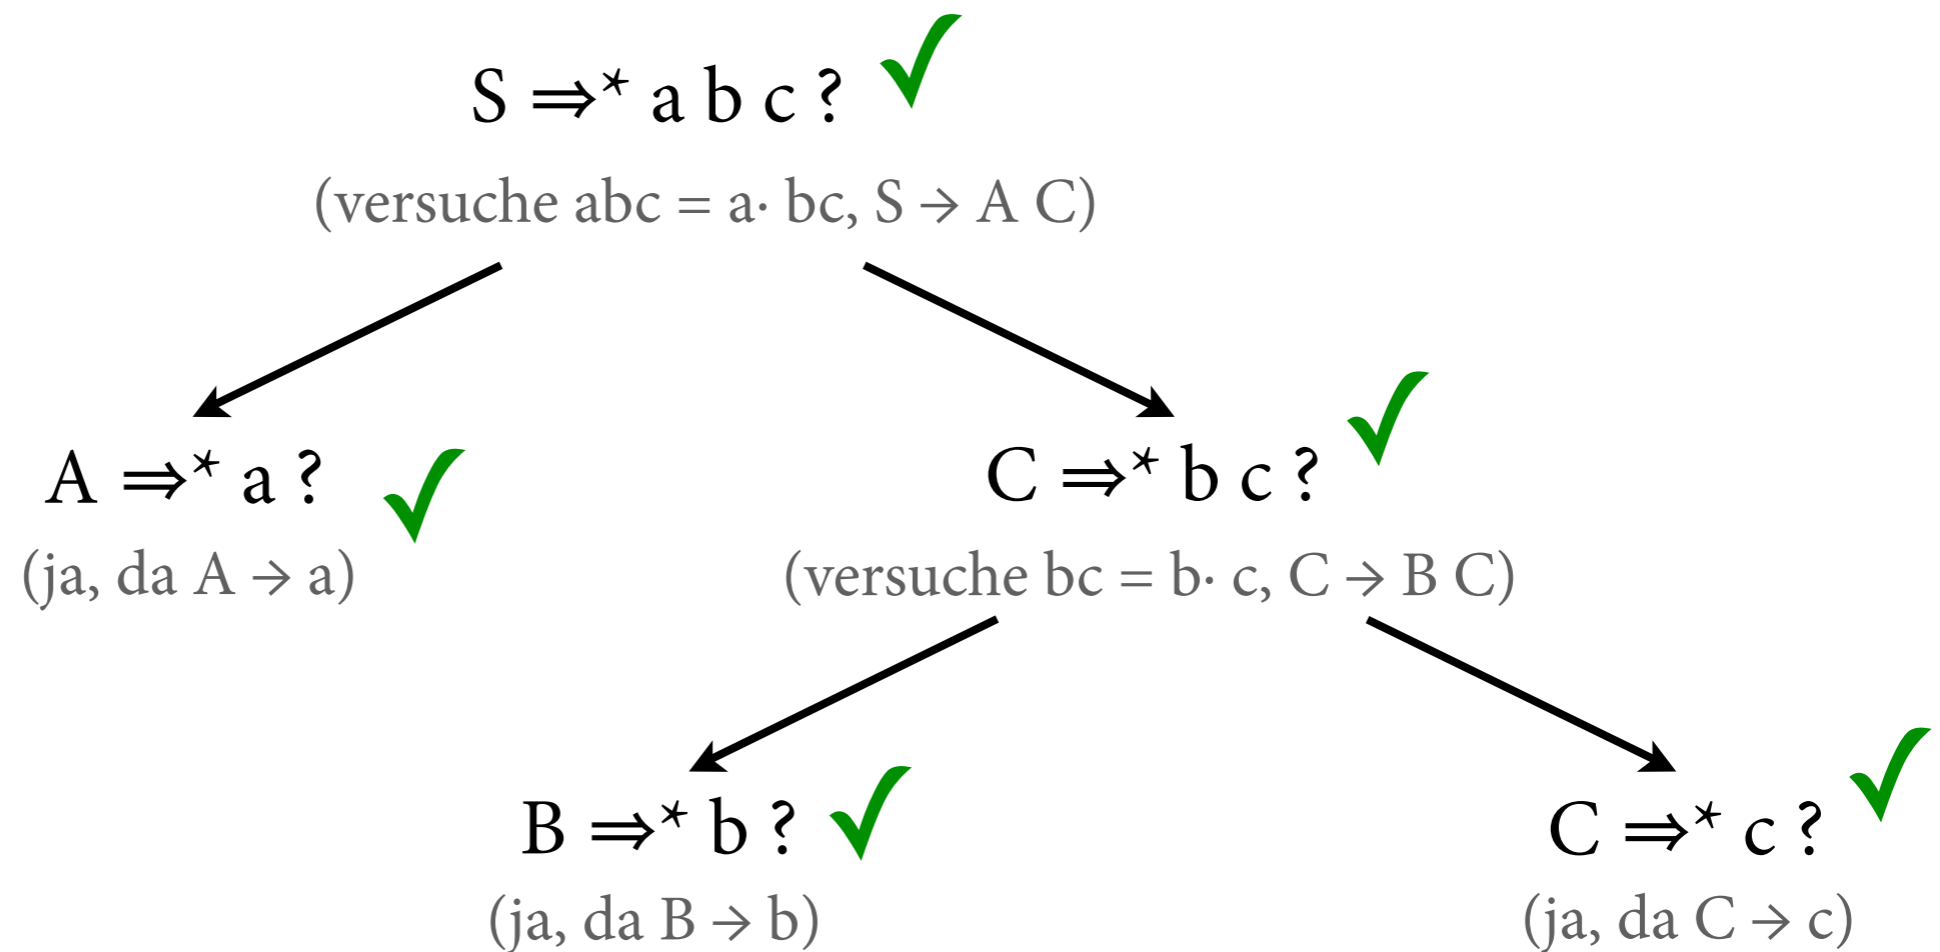 S ⇒* a b c ?
(versuche abc = a· bc, S → A C)
A ⇒* a ?
(ja, da A → a)
C ⇒* b c ?
(versuche bc = b· c, C → B C)
B ⇒* b ?
(ja, da B → b)
C ⇒* c ?
(ja, da C → c)